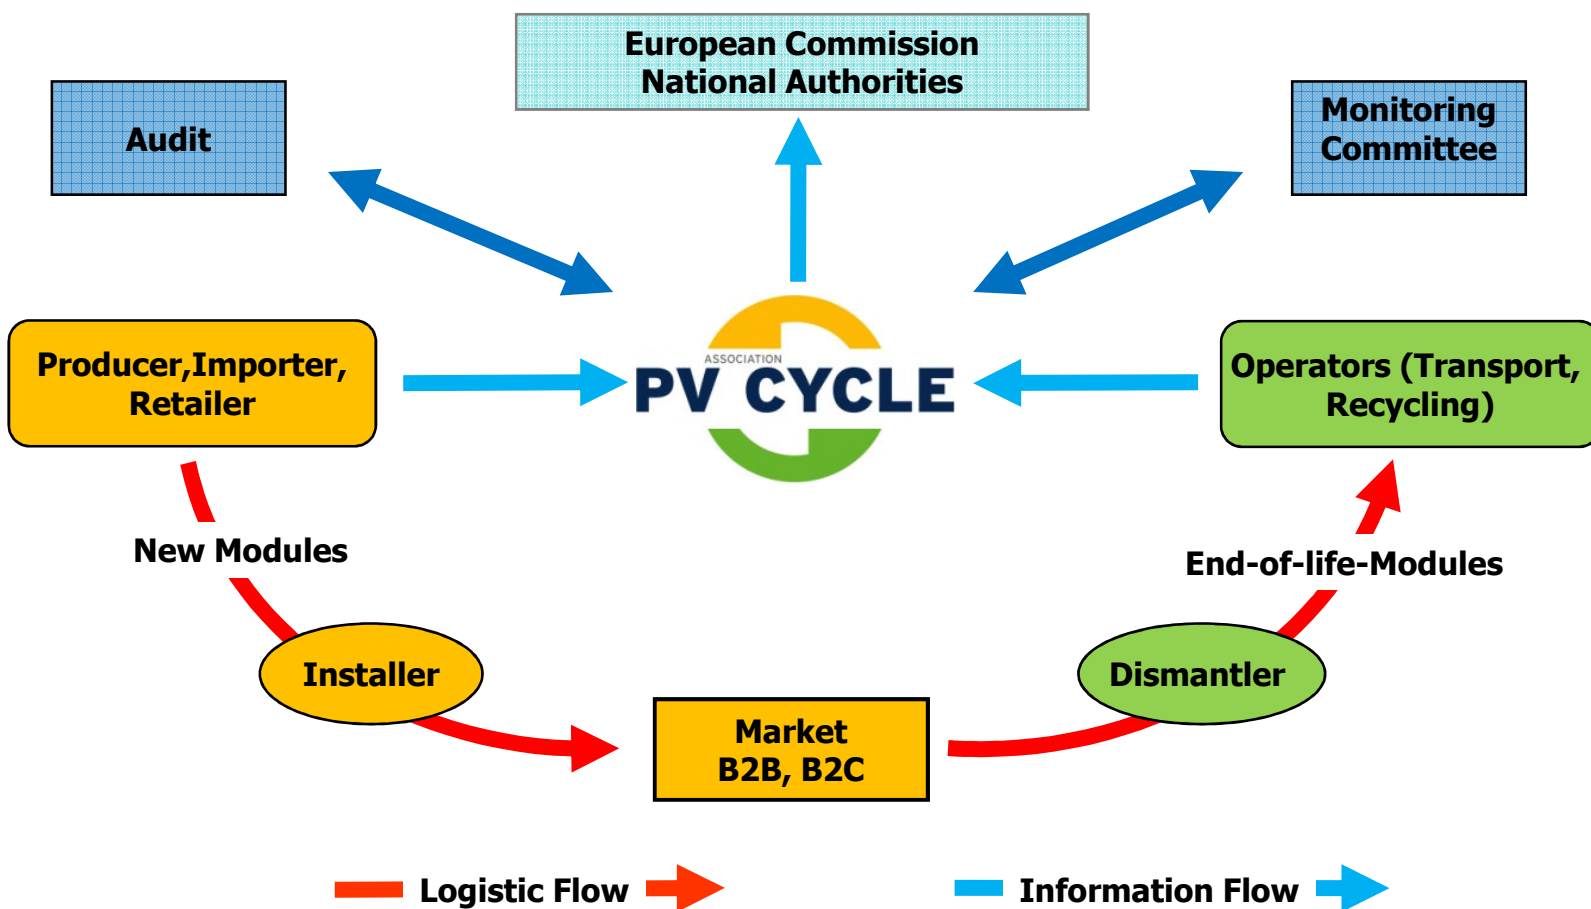 European Commission
National Authorities
Audit
Monitoring
Committee
Producer,Importer,
Retailer
ASSOCIATION
PV CYCLE
Operators (Transport,
Recycling)
New Modules
End-of-life-Modules
Installer
Dismantler
Market
B2B, B2C
Logistic Flow
Information Flow